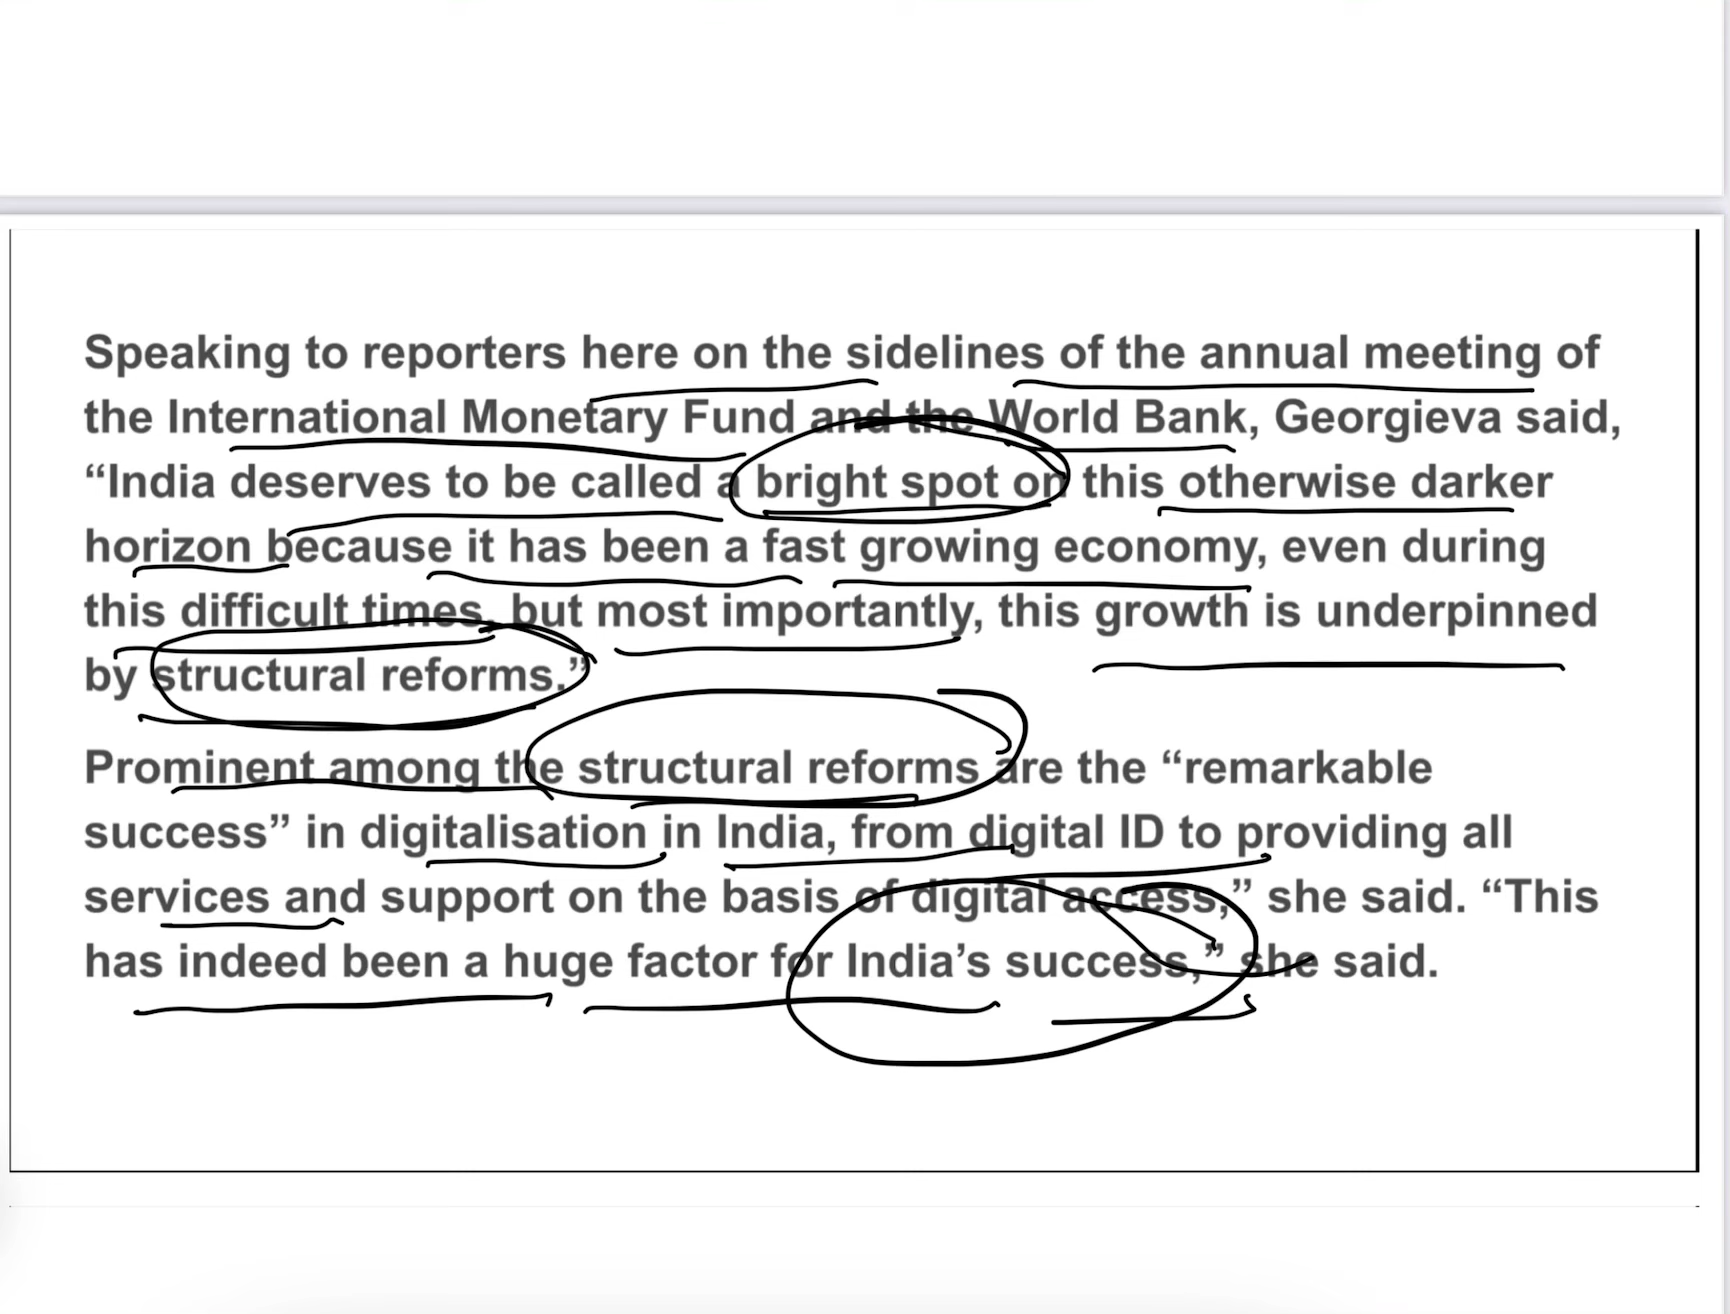 Speaking to reporters here on the sidelines of the annual meeting of
the International Monetary Fund and the World Bank, Georgieva said,
“India deserves to be called a bright spot on this otherwise darker
horizon because it has been a fast growing economy, even during
this difficult times, but most importantly, this growth is underpinned
by structural reforms.”
Prominent among the structural reforms are the “remarkable
success” in digitalisation in India, from digital ID to providing all
services and support on the basis of digital access,” she said. “This
has indeed been a huge factor for India’s success,” she said.